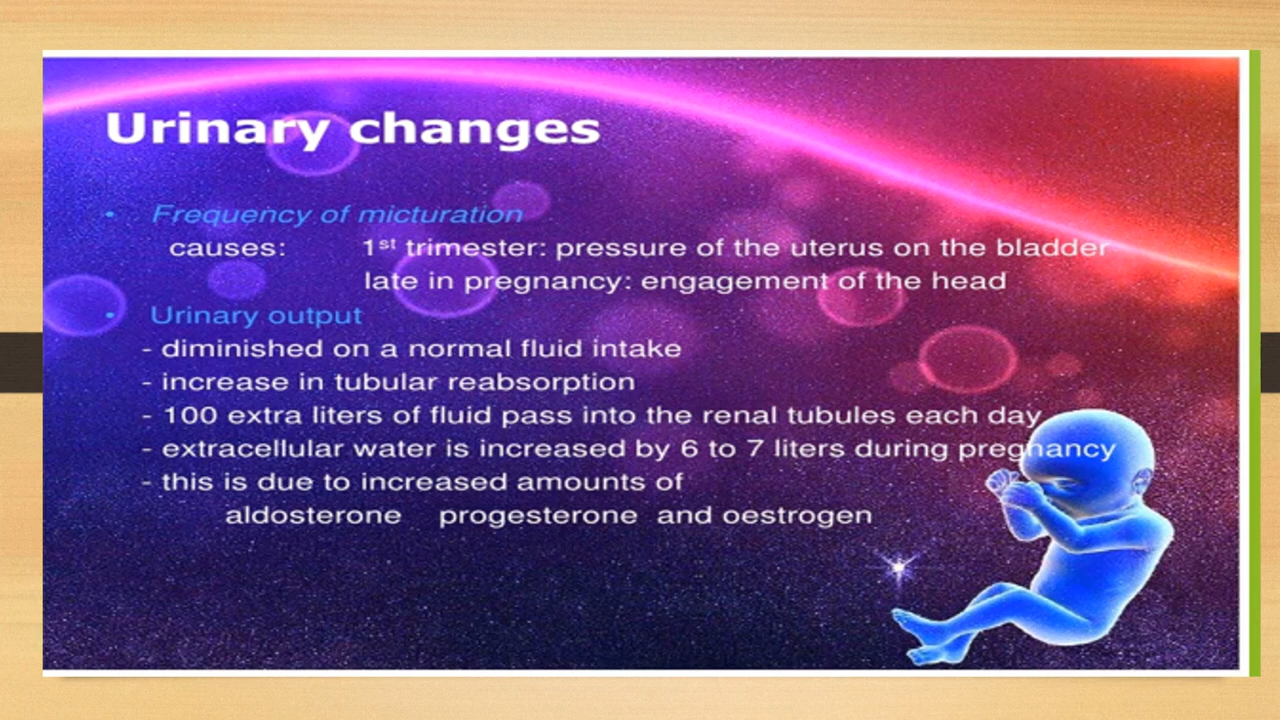 Urinary changes
• Frequency of micturation
causes: 1st trimester: pressure of the uterus on the bladder
late in pregnancy: engagement of the head
• Urinary output
- diminished on a normal fluid intake
- increase in tubular reabsorption
- 100 extra liters of fluid pass into the renal tubules each day
- extracellular water is increased by 6 to 7 liters during pregnancy
- this is due to increased amounts of
aldosterone progesterone and oestrogen